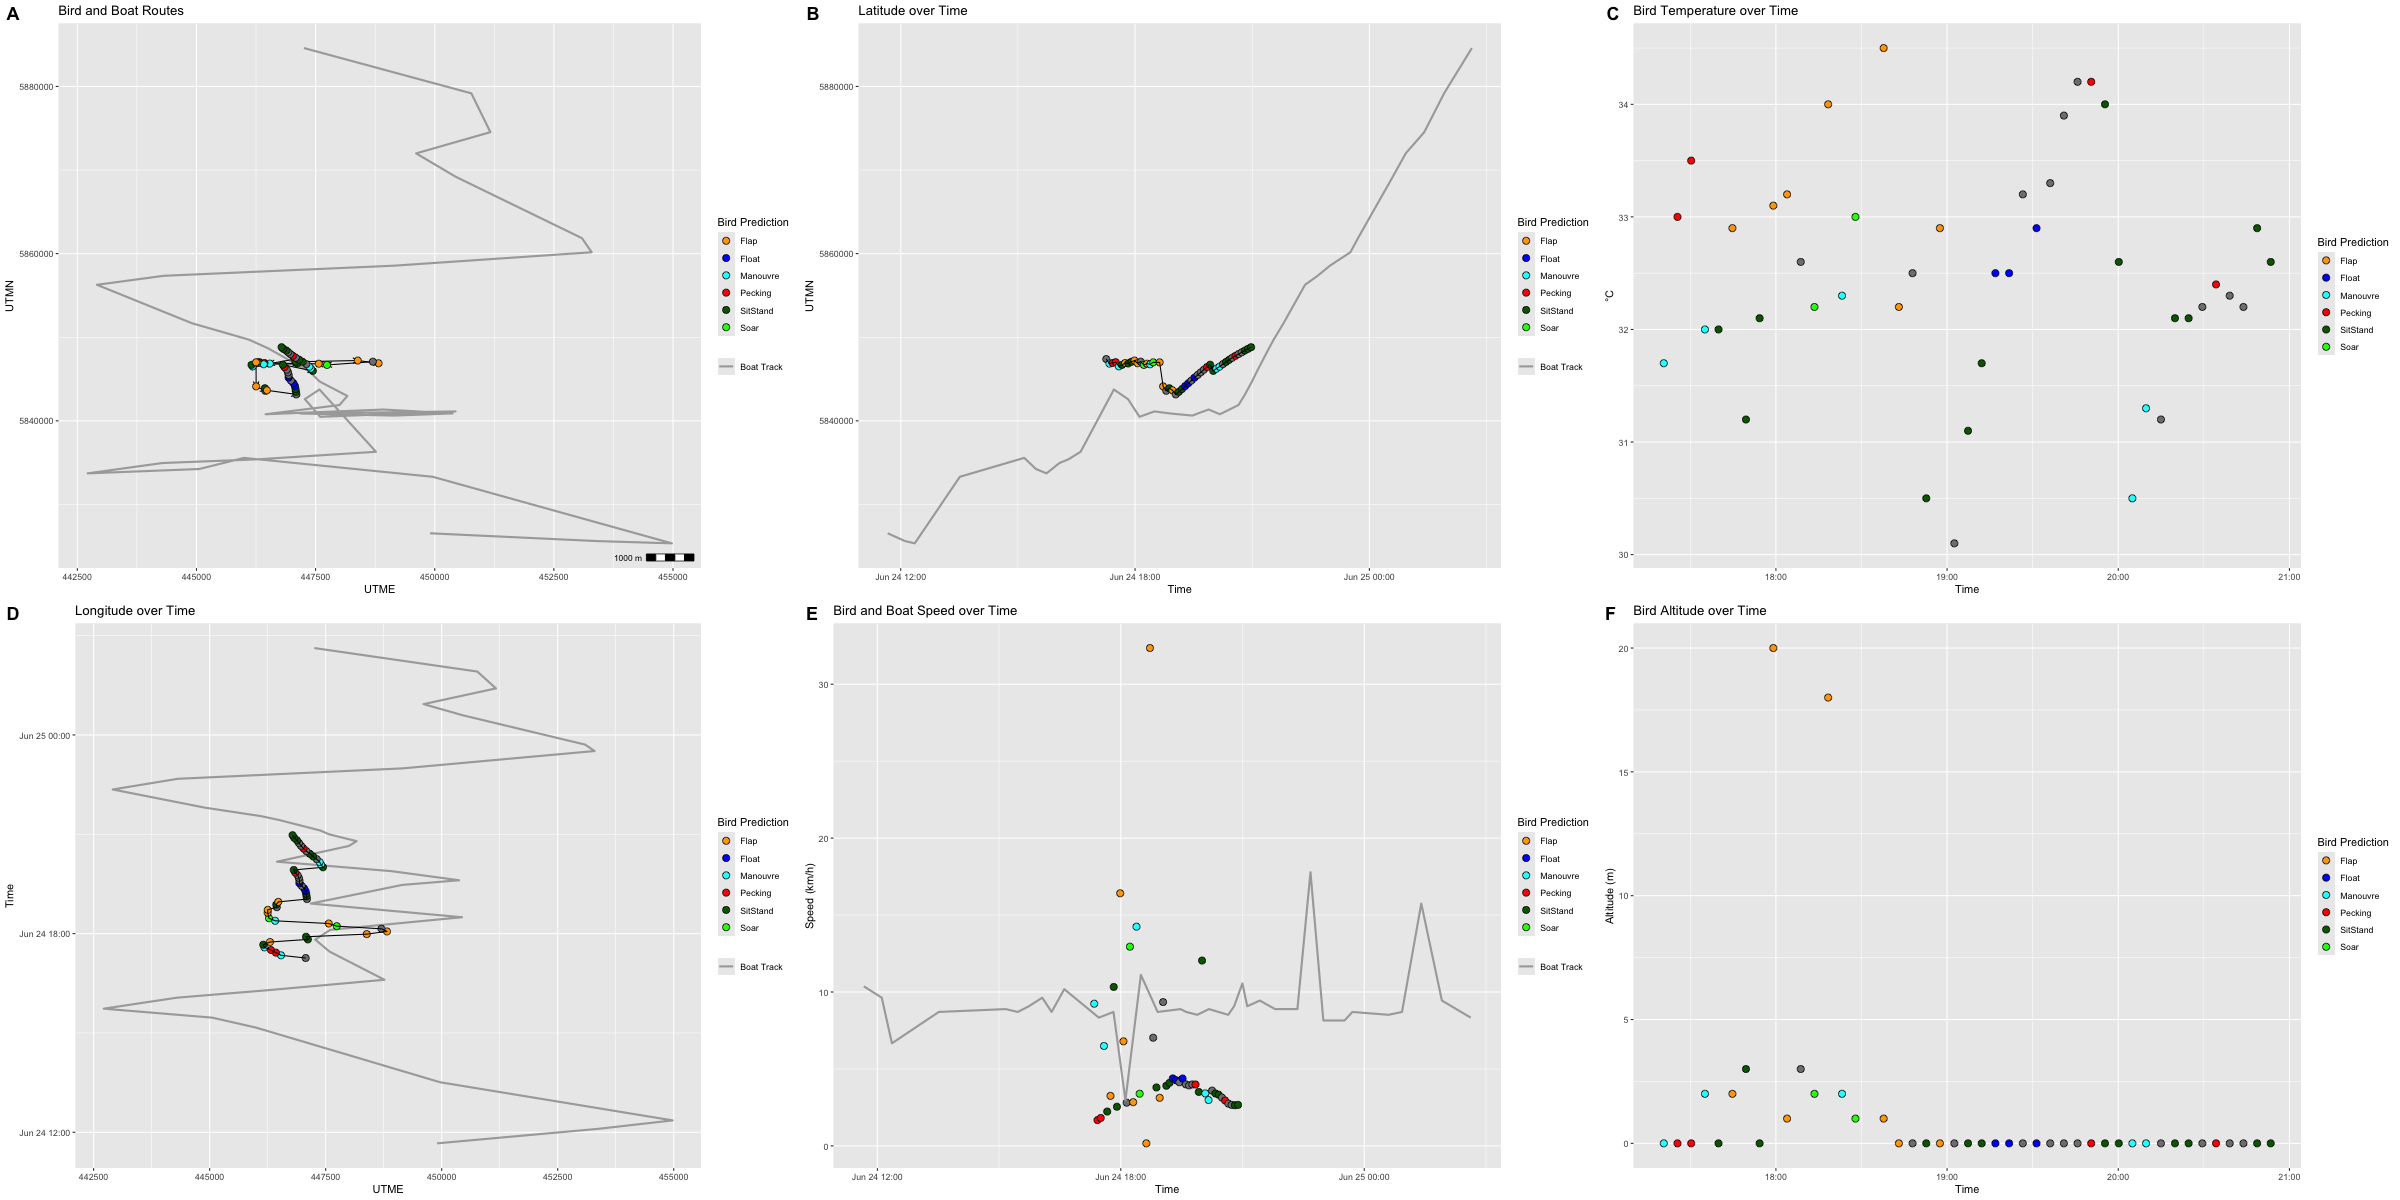 A Bird and Boat Routes
UTMN
5880000
5860000
5840000
442500 445000 447500 450000 452500 455000
UTME
1000 m
Bird Prediction
Flap
Float
Manouvre
Pecking
SitStand
Soar
Boat Track
B Latitude over Time
UTMN
5880000
5860000
5840000
Jun 24 12:00 Jun 24 18:00 Jun 25 00:00
Time
Bird Prediction
Flap
Float
Manouvre
Pecking
SitStand
Soar
Boat Track
C Bird Temperature over Time
°C
34
33
32
31
30
18:00 19:00 20:00 21:00
Time
Bird Prediction
Flap
Float
Manouvre
Pecking
SitStand
Soar
D Longitude over Time
Time
Jun 25 00:00
Jun 24 18:00
Jun 24 12:00
442500 445000 447500 450000 452500 455000
UTME
Bird Prediction
Flap
Float
Manouvre
Pecking
SitStand
Soar
Boat Track
E Bird and Boat Speed over Time
Speed (km/h)
30
20
10
0
Jun 24 12:00 Jun 24 18:00 Jun 25 00:00
Time
Bird Prediction
Flap
Float
Manouvre
Pecking
SitStand
Soar
Boat Track
F Bird Altitude over Time
Altitude (m)
20
15
10
5
0
18:00 19:00 20:00 21:00
Time
Bird Prediction
Flap
Float
Manouvre
Pecking
SitStand
Soar